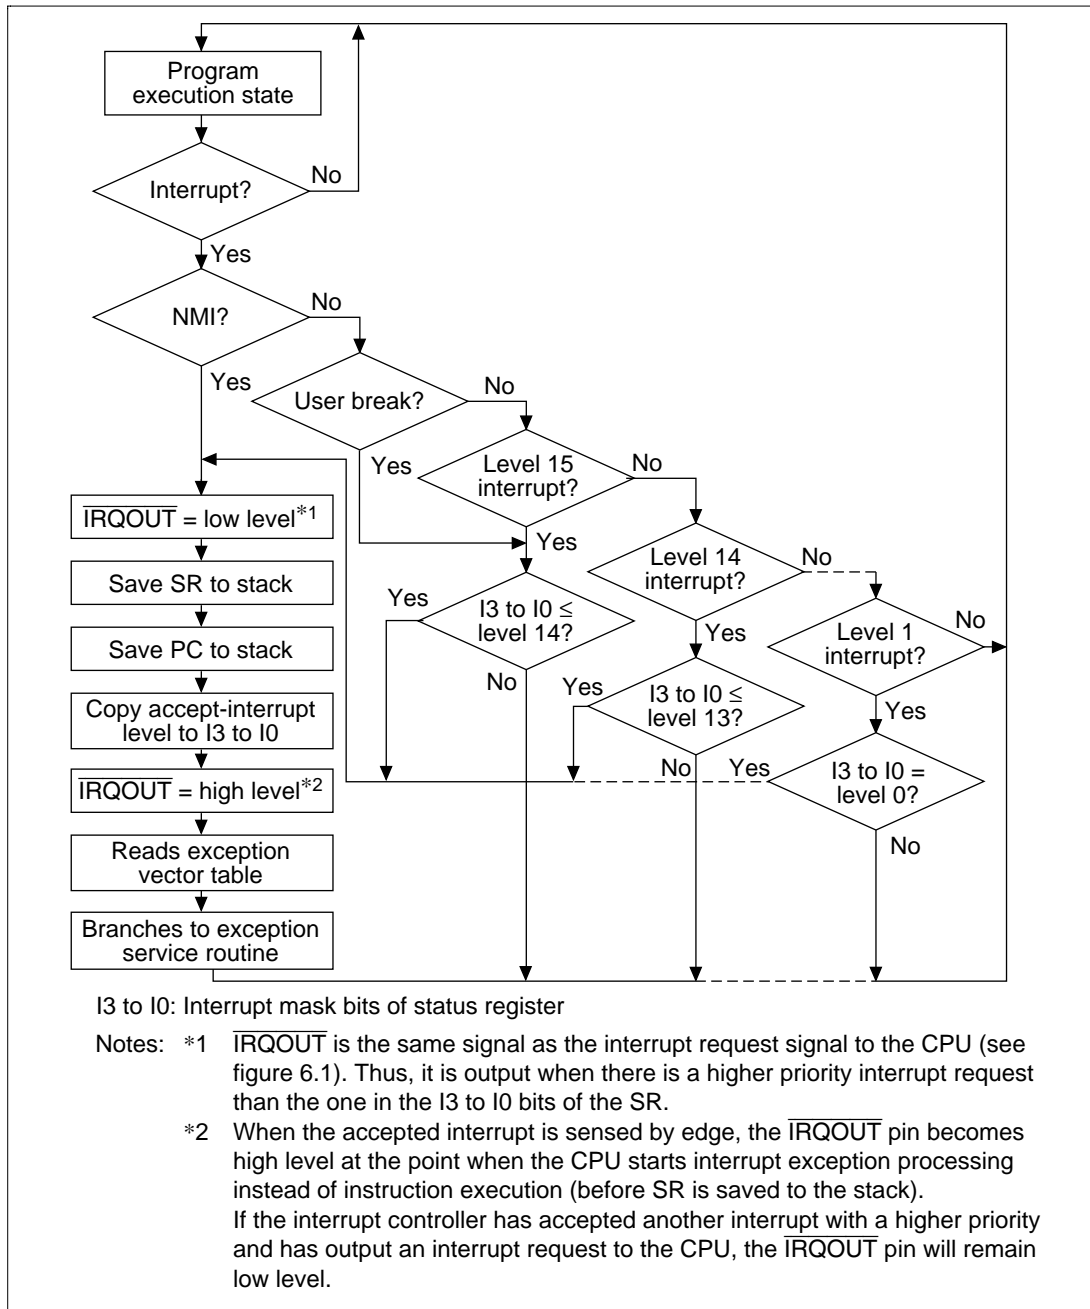 Program
execution state
Interrupt?
No
Yes
NMI?
No
Yes
User break?
No
Yes
Level 15
interrupt?
No
Yes
Level 14
interrupt?
No
Yes
Level 1
interrupt?
No
Yes
I3 to I0 ≤
level 14?
Yes
No
I3 to I0 ≤
level 13?
Yes
No
I3 to I0 =
level 0?
Yes
No
IRQOUT = low level*1
Save SR to stack
Save PC to stack
Copy accept-interrupt
level to I3 to I0
IRQOUT = high level*2
Reads exception
vector table
Branches to exception
service routine
I3 to I0: Interrupt mask bits of status register
Notes: *1 IRQOUT is the same signal as the interrupt request signal to the CPU (see
figure 6.1). Thus, it is output when there is a higher priority interrupt request
than the one in the I3 to I0 bits of the SR.
*2 When the accepted interrupt is sensed by edge, the IRQOUT pin becomes
high level at the point when the CPU starts interrupt exception processing
instead of instruction execution (before SR is saved to the stack).
If the interrupt controller has accepted another interrupt with a higher priority
and has output an interrupt request to the CPU, the IRQOUT pin will remain
low level.